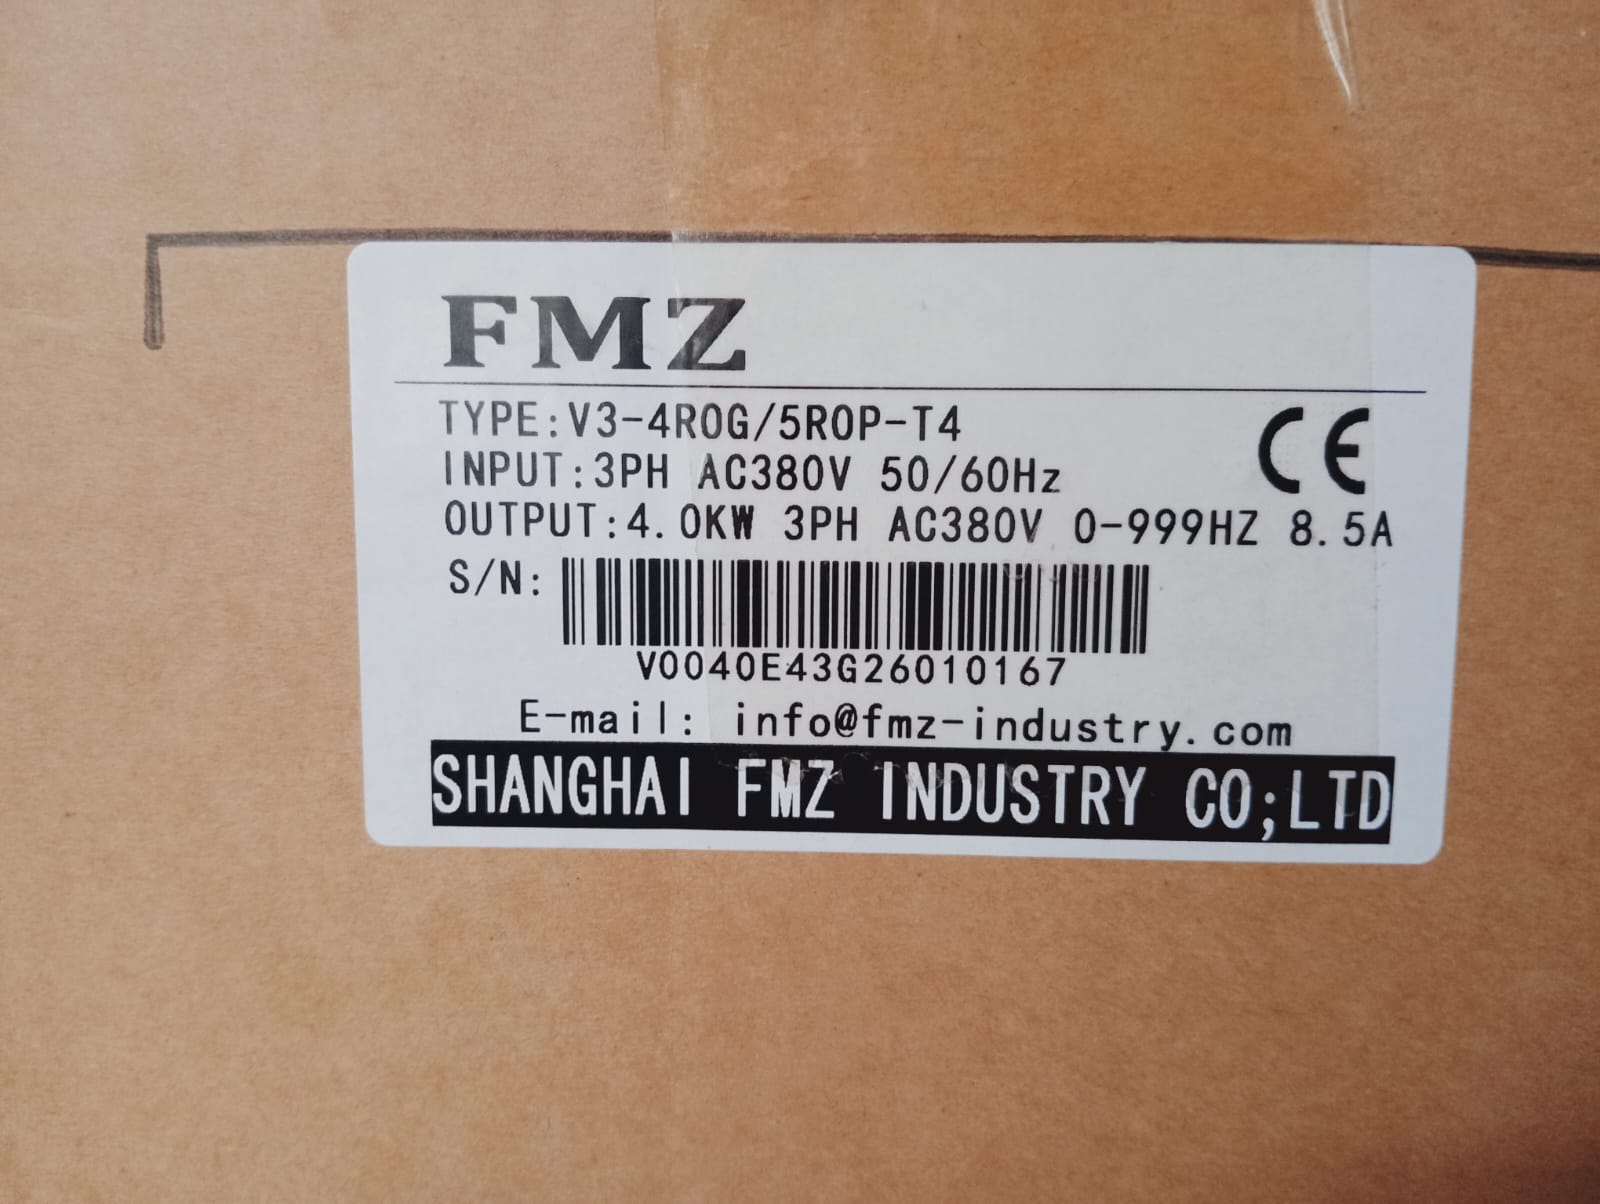 FMZ
TYPE:V3-4R0G/5R0P-T4
CE
INPUT:3PH AC380V 50/60Hz
OUTPUT:4.0KW 3PH AC380V 0-999HZ 8.5A
S/N:
V0040E43G26010167
E-mail: info@fmz-industry.com
SHANGHAI FMZ INDUSTRY CO;LTD